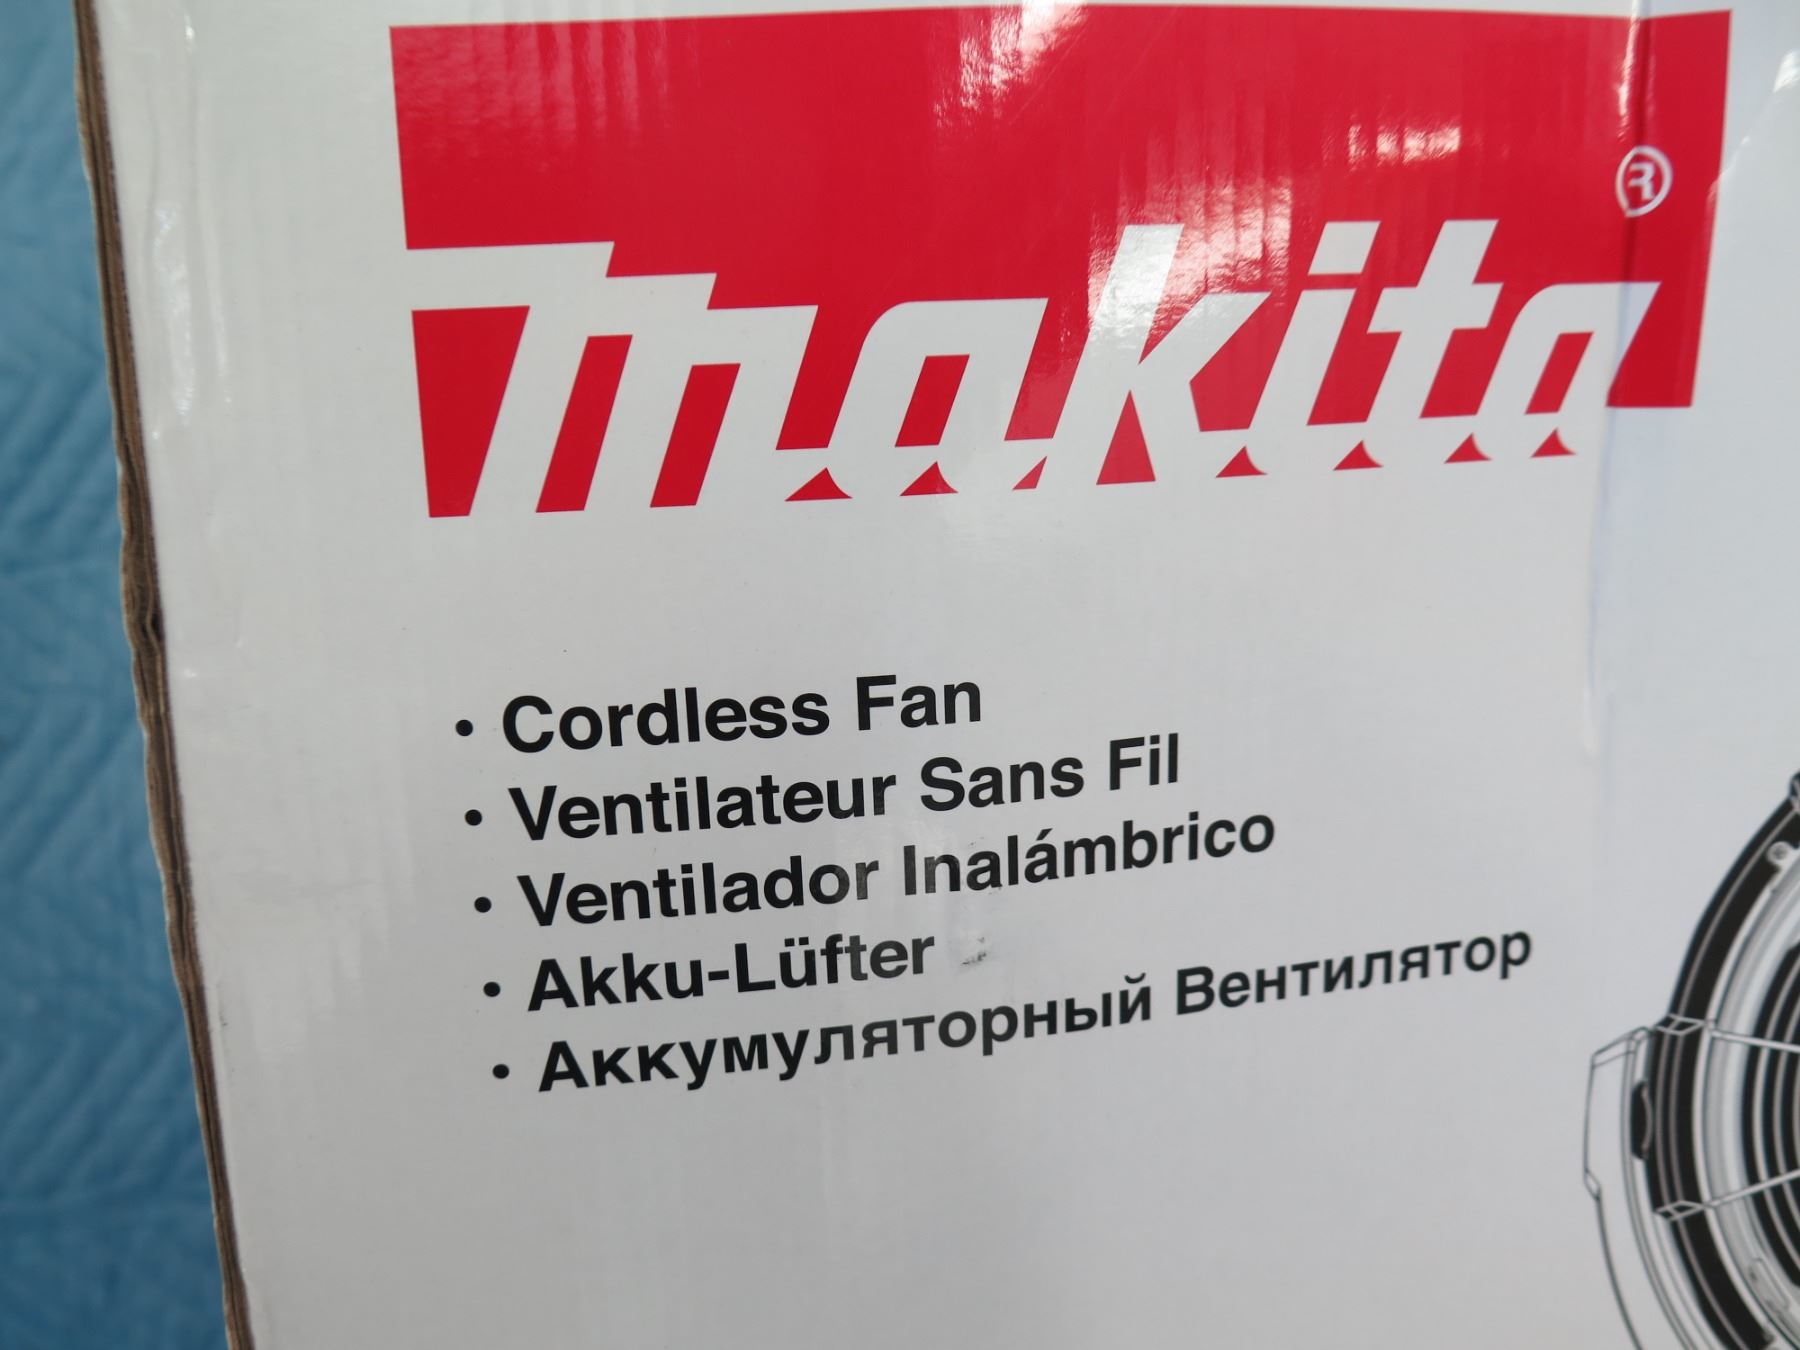 makita®
• Cordless Fan
• Ventilateur Sans Fil
• Ventilador Inalámbrico
• Akku-Lüfter
• Аккумуляторный Вентилятор